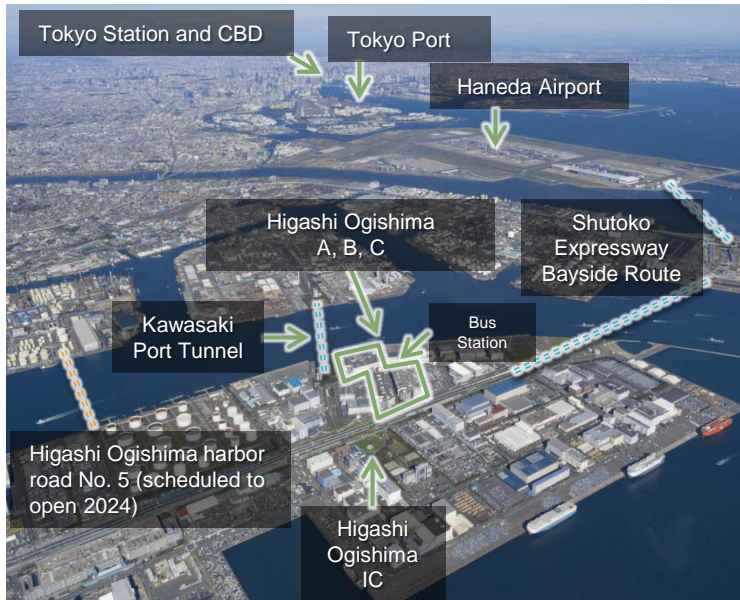 Tokyo Station and CBD
Tokyo Port
Haneda Airport
Higashi Ogishima
A, B, C
Shutoko
Expressway
Bayside Route
Kawasaki
Port Tunnel
Bus
Station
Higashi Ogishima harbor
road No. 5 (scheduled to
open 2024)
Higashi
Ogishima
IC